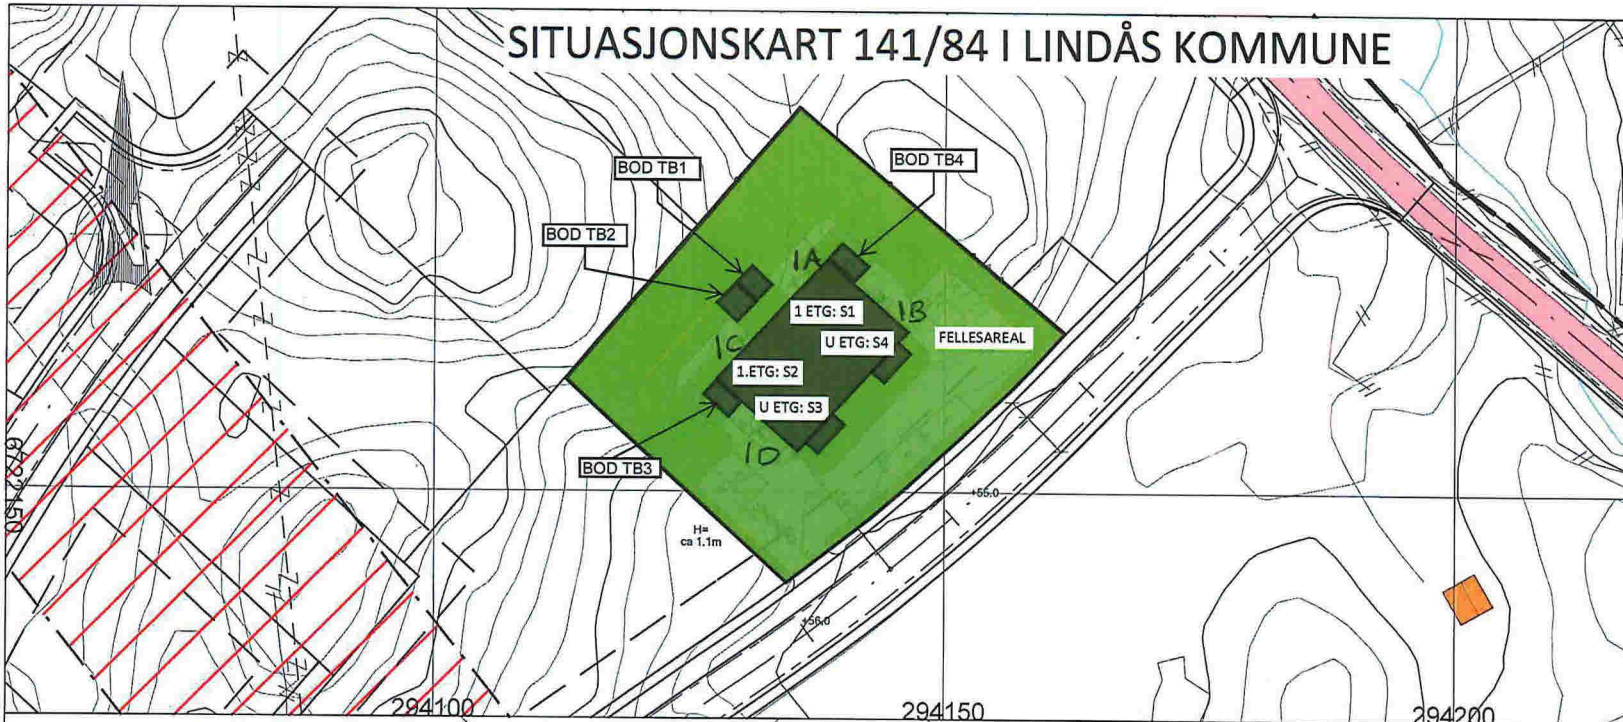 SITUASJONSKART 141/84 I LINDÅS KOMMUNE
BOD TB1
BOD TB4
BOD TB2
1A
1 ETG: S1
1B
U ETG: S4
FELLESAREAL
1C
1.ETG: S2
U ETG: S3
1D
BOD TB3
+55.0
H=
ca 1.1m
+56.0
294100
294150
294200